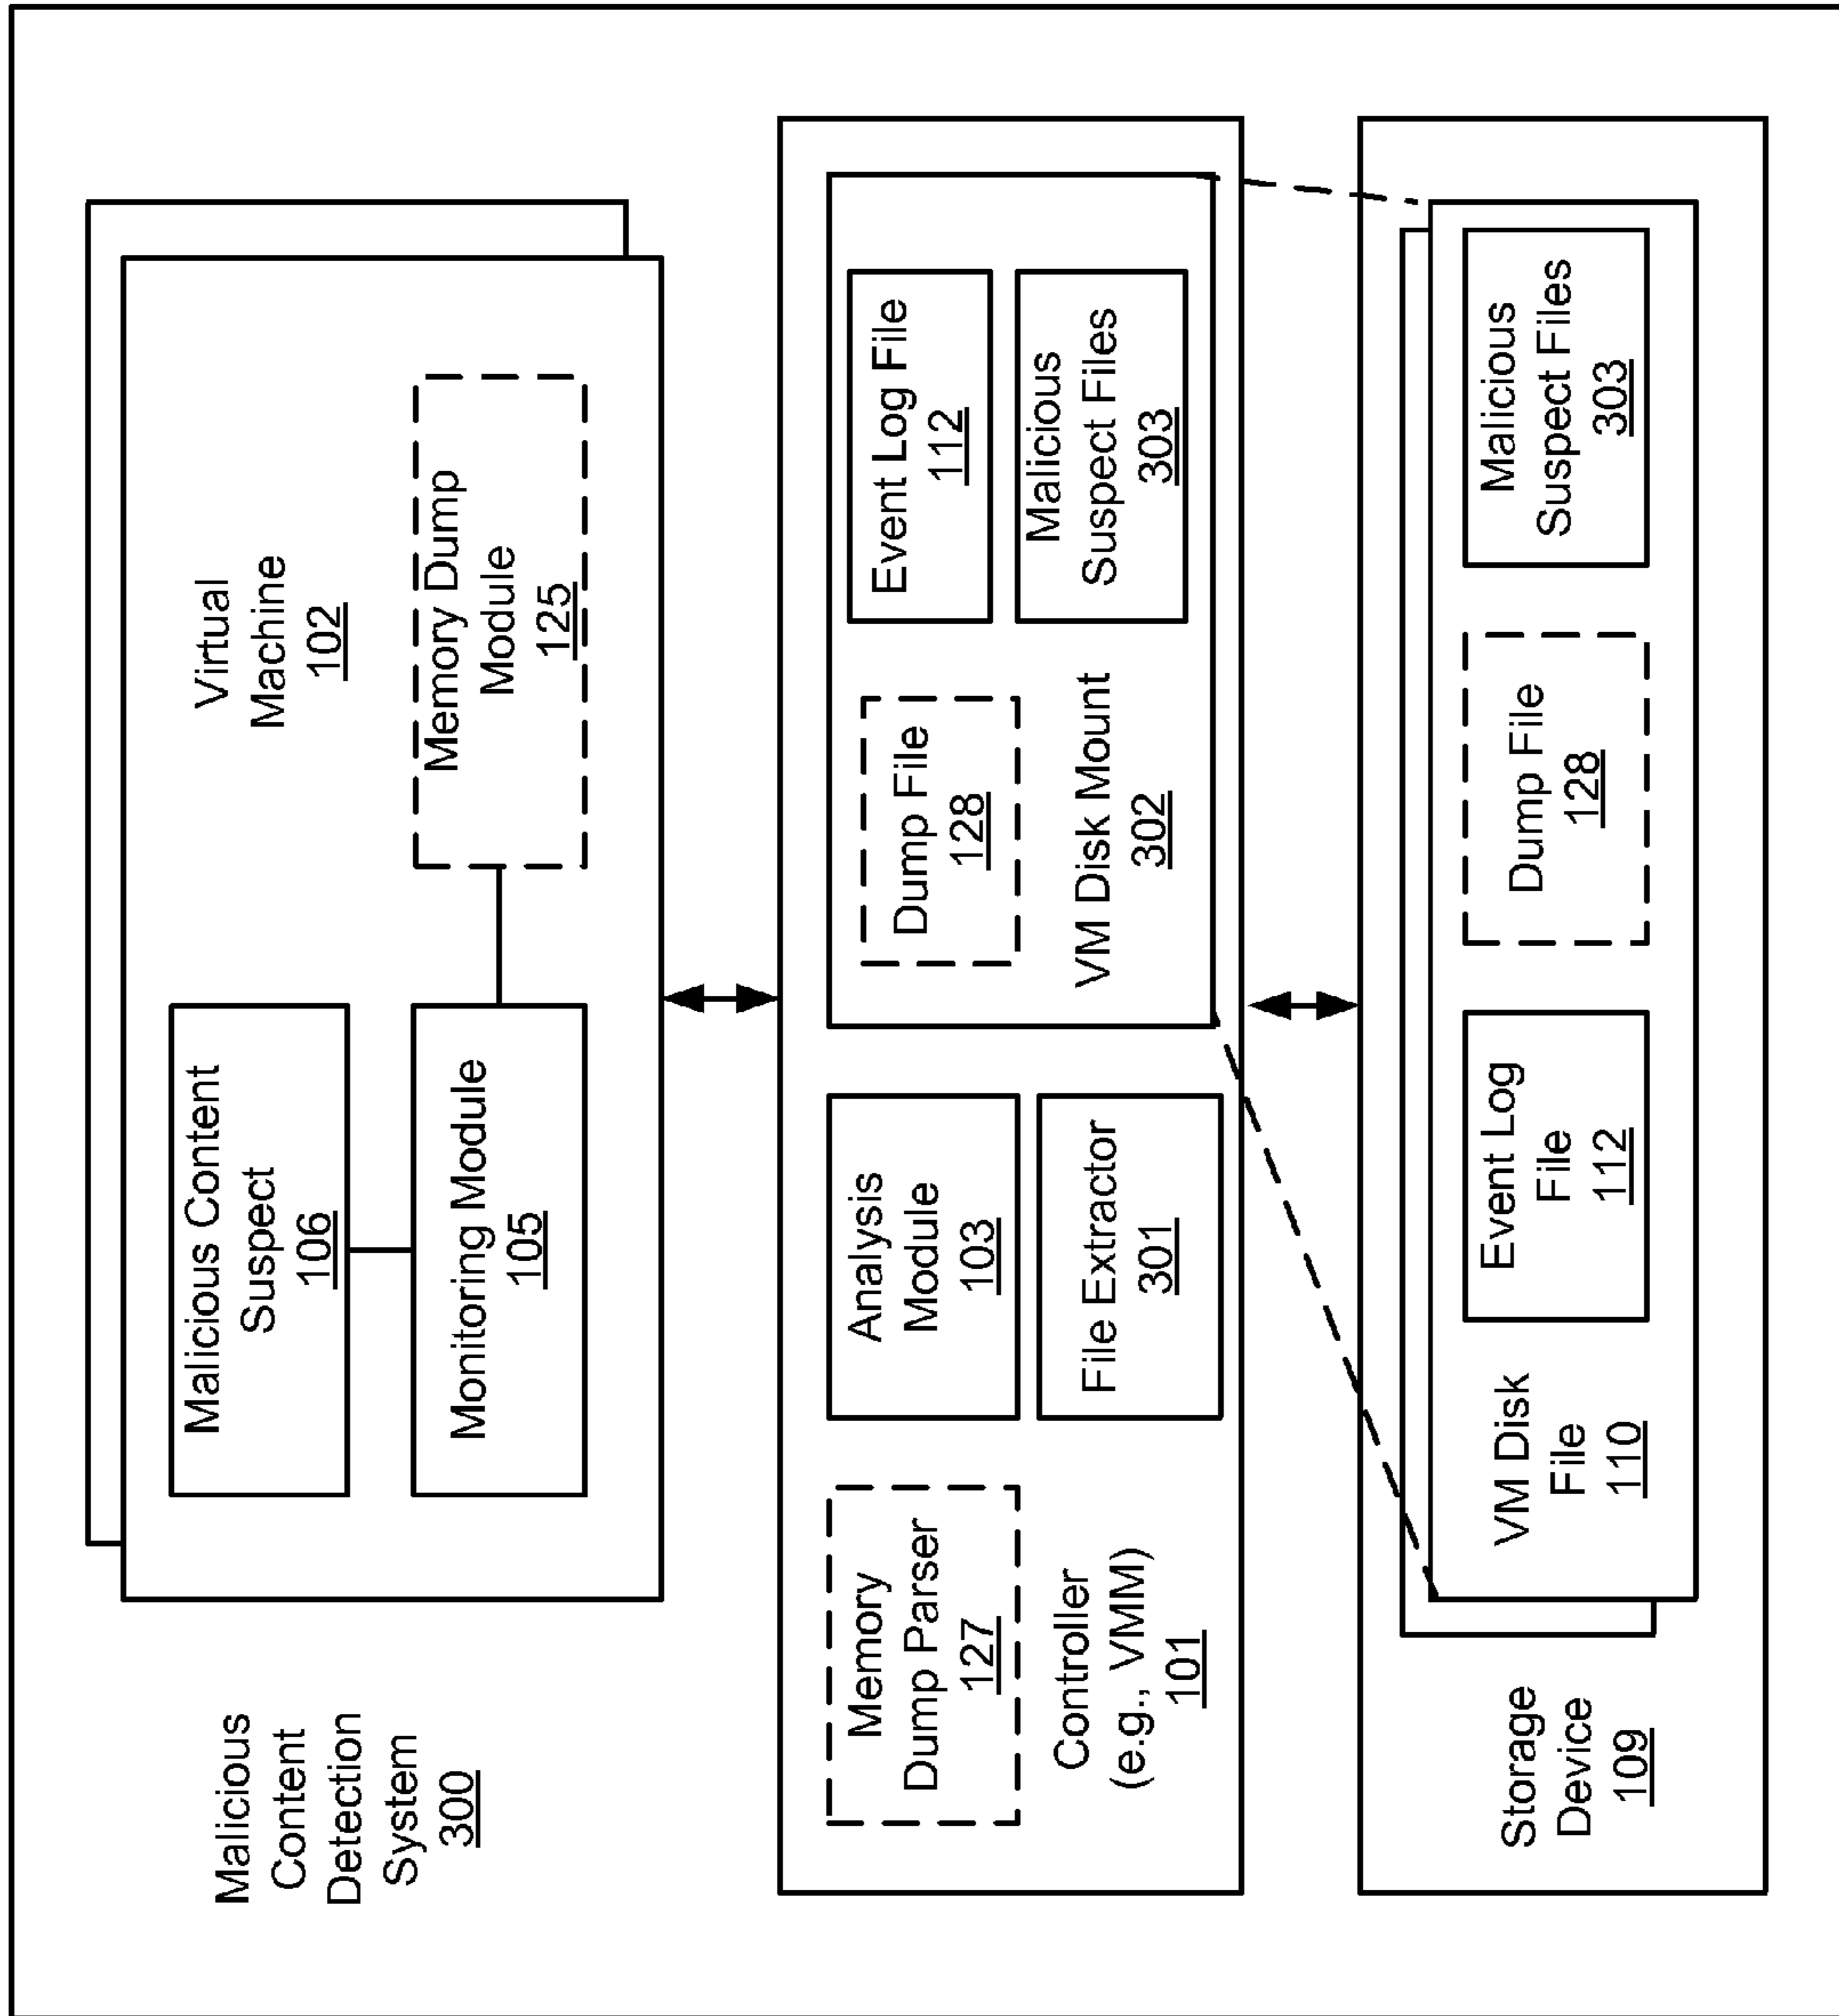 Malicious
Content
Detection
System
300
Virtual
Machine
102
Malicious Content
Suspect
106
Monitoring Module
105
Memory Dump
Module
125
Memory
Dump Parser
127
Controller
(e.g., VMM)
101
Analysis
Module
103
File Extractor
301
Dump File
128
VM Disk Mount
302
Event Log File
112
Malicious
Suspect Files
303
Storage
Device
109
VM Disk
File
110
Event Log
File
112
Dump File
128
Malicious
Suspect Files
303